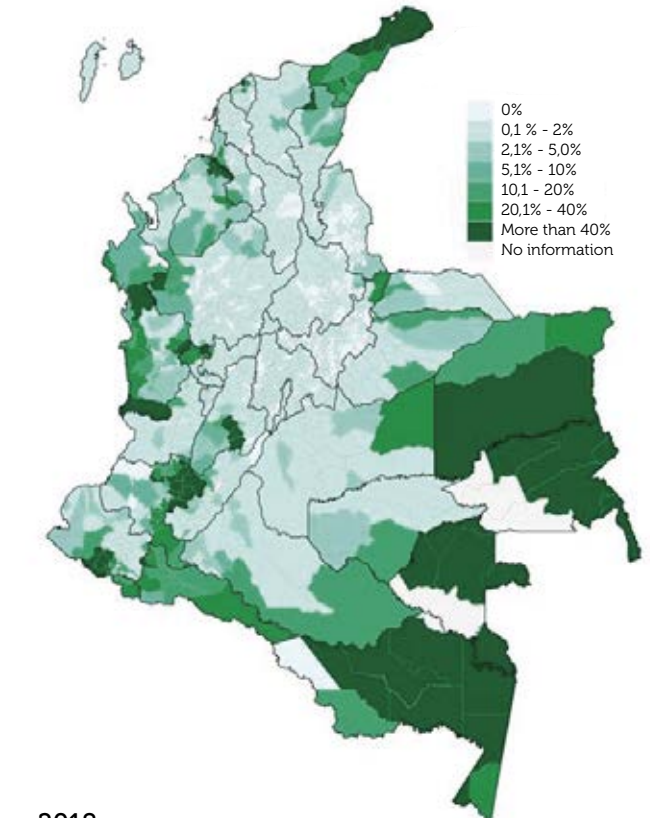 0%
0,1 % - 2%
2,1% - 5,0%
5,1% - 10%
10,1 - 20%
20,1% - 40%
More than 40%
No information